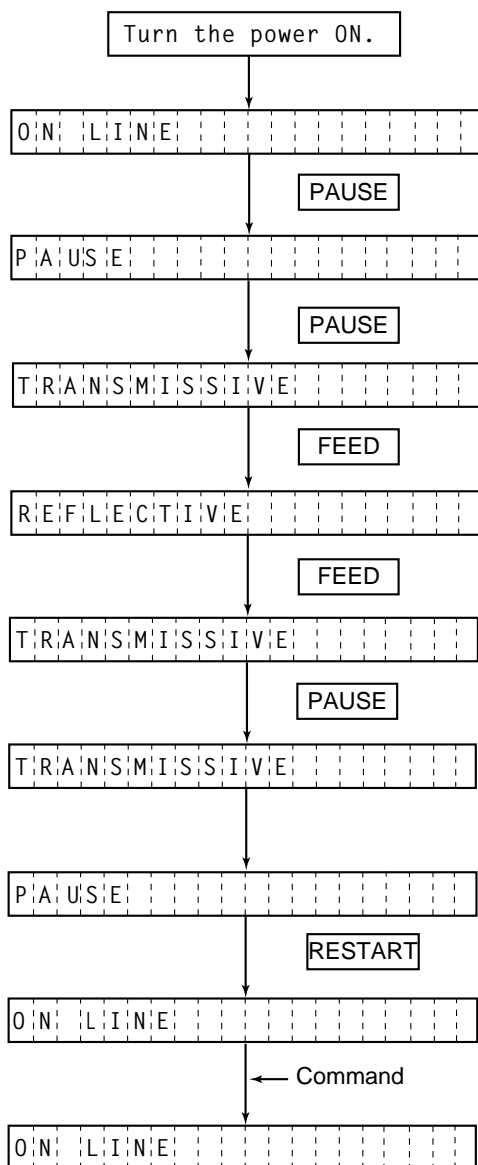 Turn the power ON.
ON LINE
PAUSE
PAUSE
PAUSE
TRANSMISSIVE
FEED
REFLECTIVE
FEED
TRANSMISSIVE
PAUSE
TRANSMISSIVE
PAUSE
RESTART
ON LINE
Command
ON LINE